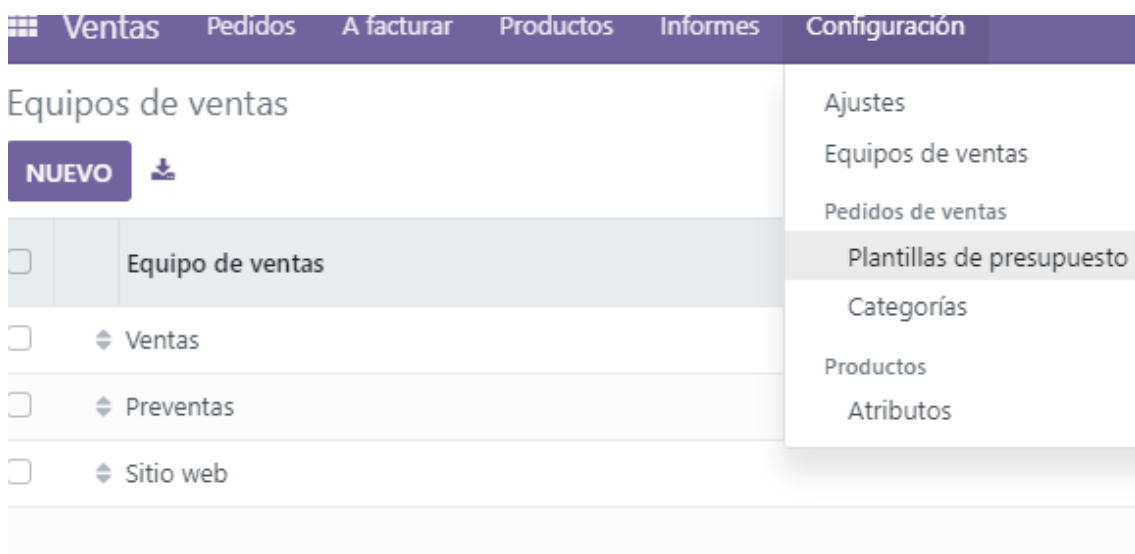 Ventas Pedidos A facturar Productos Informes Configuración
Equipos de ventas
NUEVO
Equipo de ventas
Ventas
Preventas
Sitio web
Ajustes
Equipos de ventas
Pedidos de ventas
Plantillas de presupuesto
Categorías
Productos
Atributos